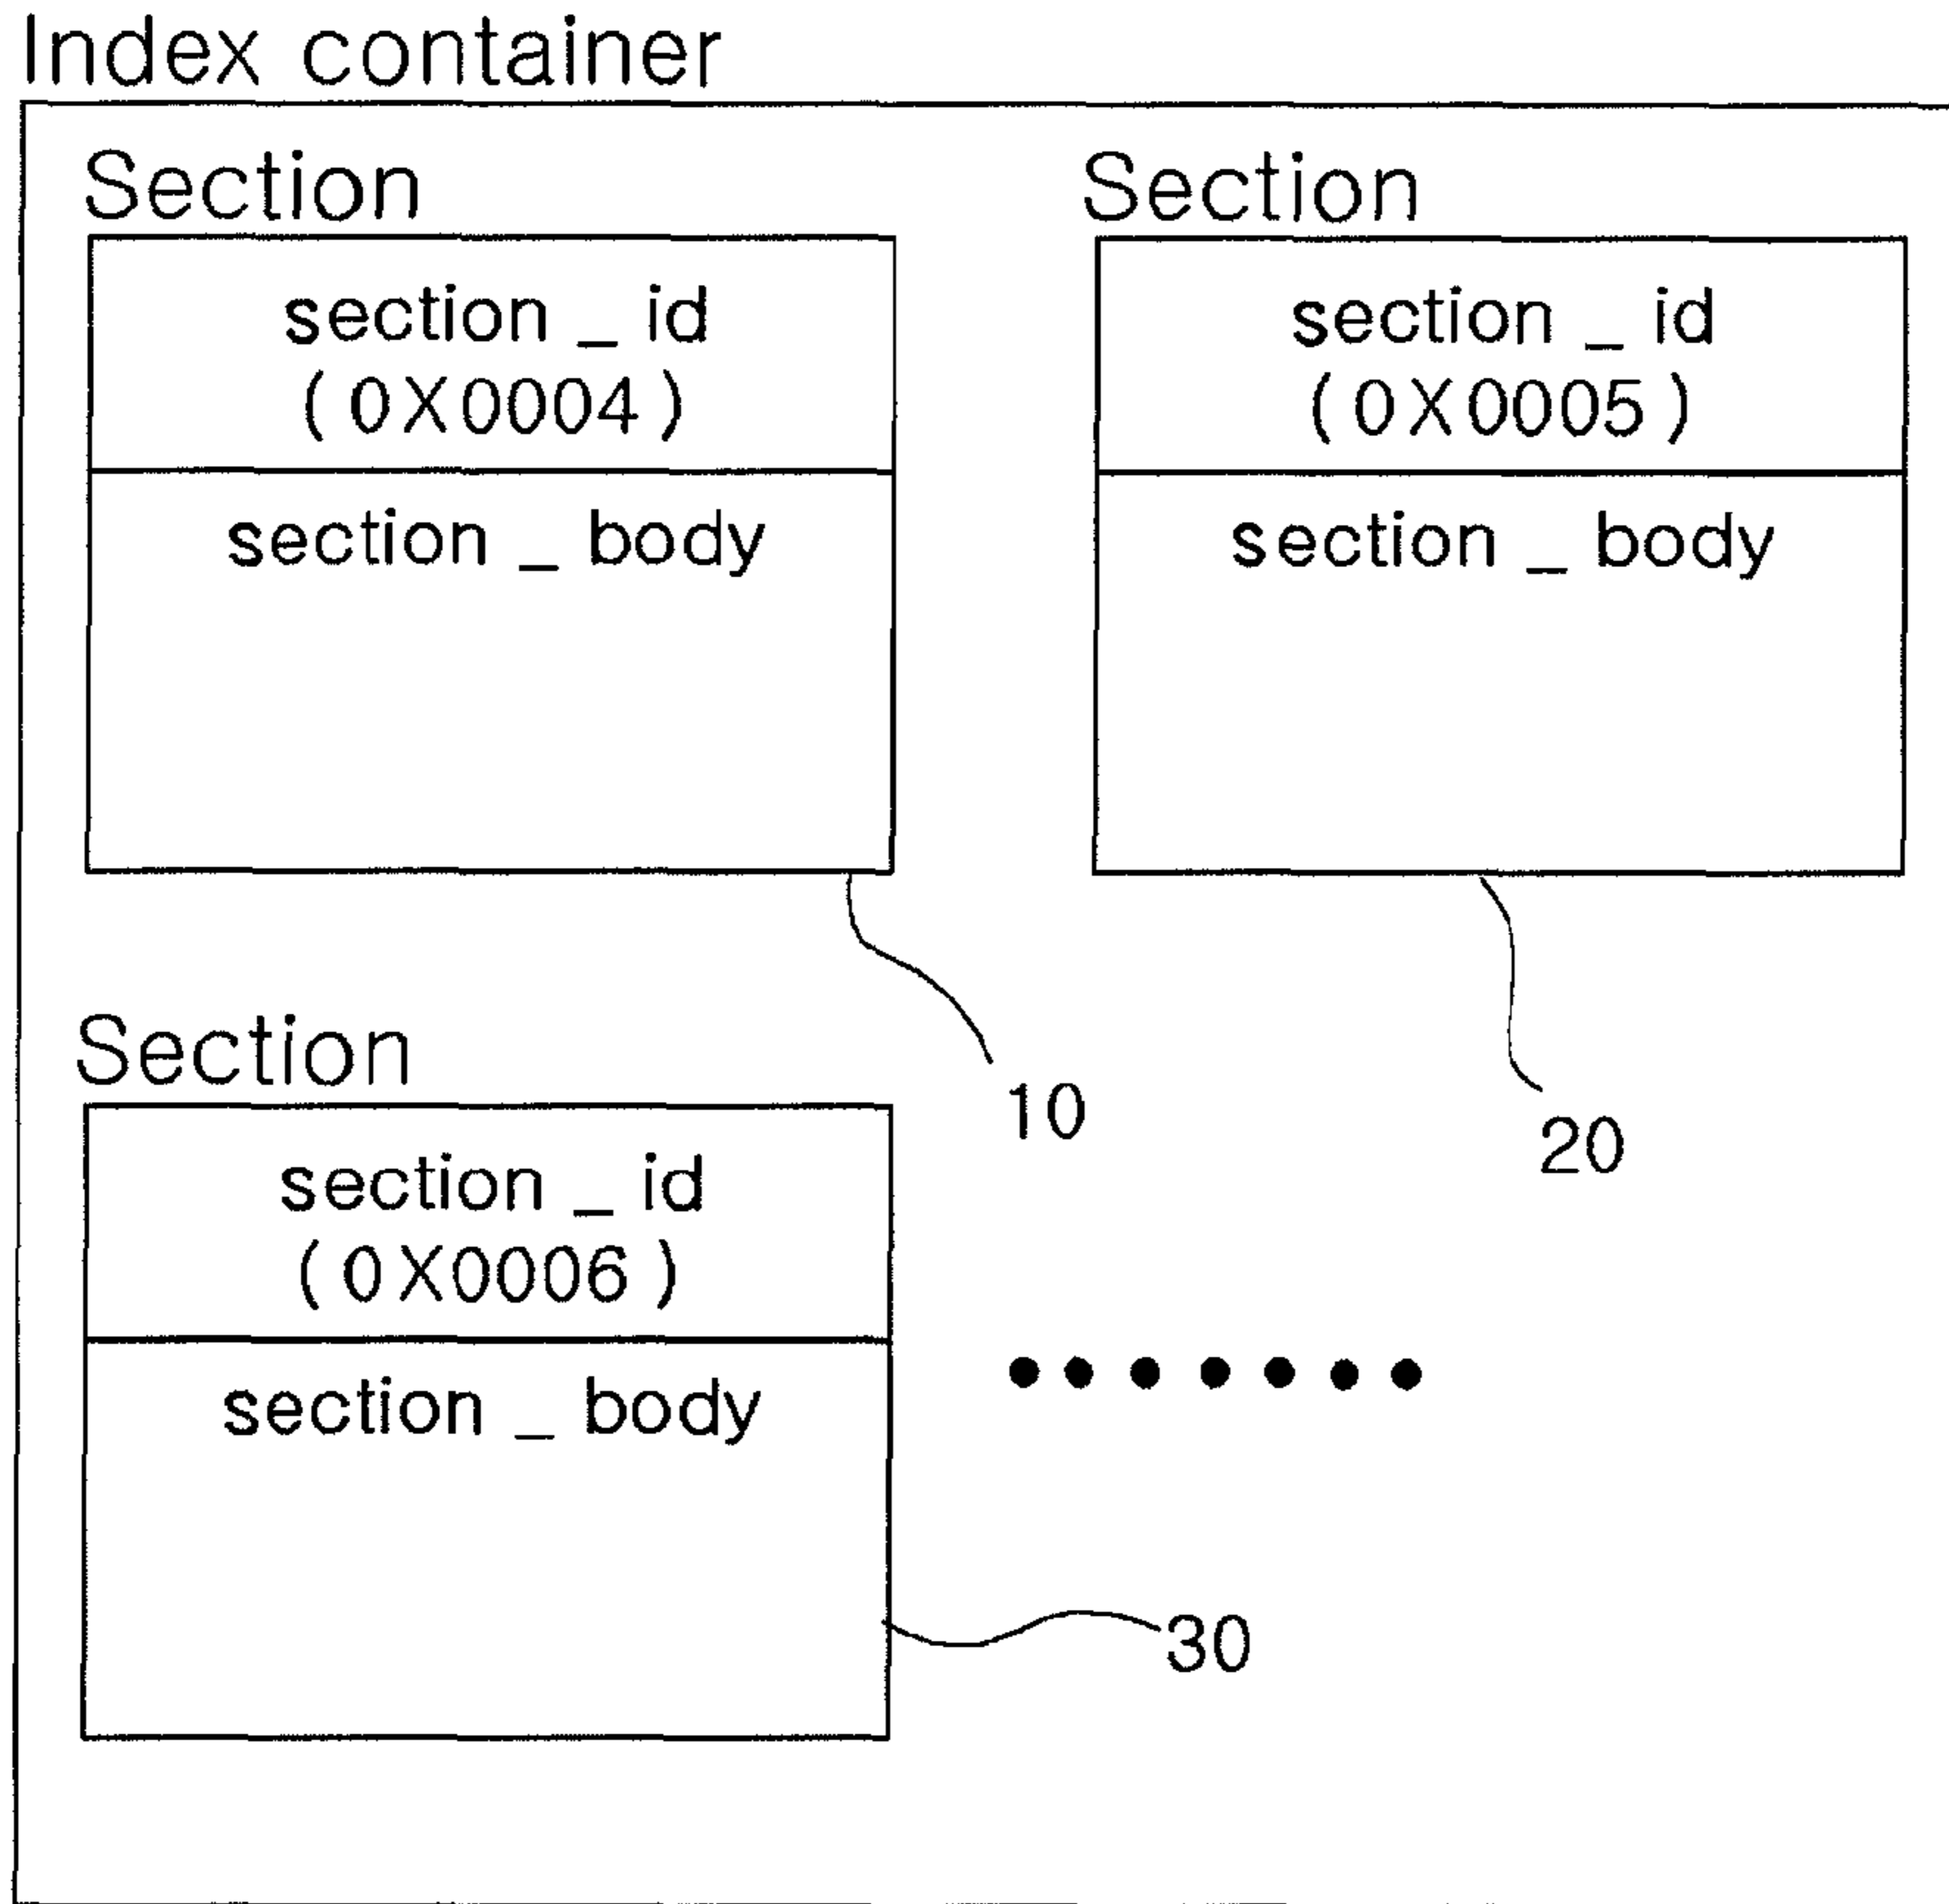 Index container
Section
section _ id
( 0X0004 )
section _ body
10
Section
section _ id
( 0X0005 )
section _ body
20
Section
section _ id
( 0X0006 )
section _ body
30